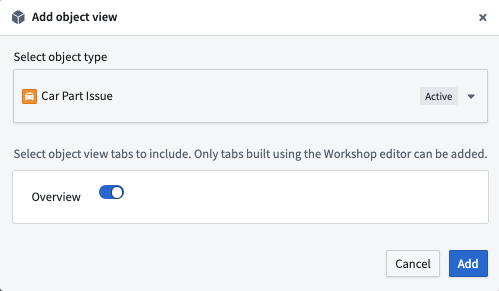 Add object view
Select object type
Car Part Issue
Active
Select object view tabs to include. Only tabs built using the Workshop editor can be added.
Overview
Cancel
Add